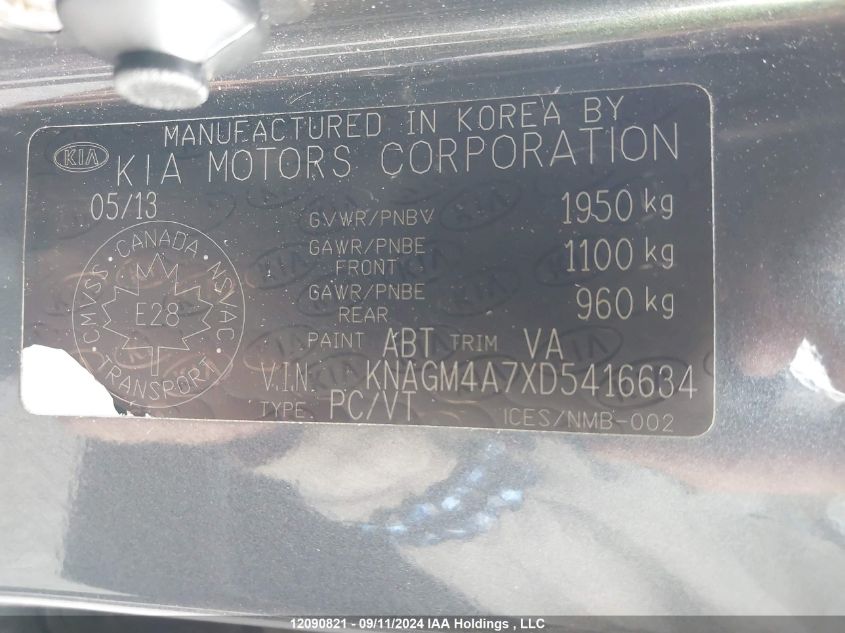 MANUFACTURED IN KOREA BY
KIA KIA MOTORS CORPORATION
05/13
GVWR/PNBV 1950 kg
GAWR/PNBE FRONT 1100 kg
GAWR/PNBE REAR 960 kg
CMVSS CANADA NSVAC
E28
TRANSPORT
PAINT ABT TRIM VA
V.I.N. KNAGM4A7XD5416634
TYPE PC/VT ICES/NMB-002
12090821 - 09/11/2024 IAA Holdings , LLC